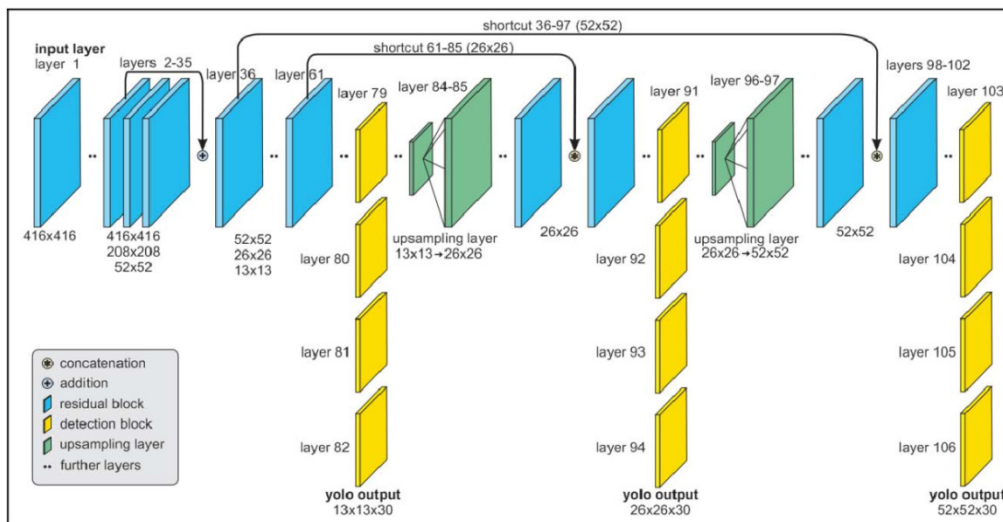 shortcut 36-97 (52x52)
shortcut 61-85 (26x26)
input layer
layer 1
layers 2-35
layer 36
layer 61
layer 79
layer 84-85
layer 91
layer 96-97
layers 98-102
layer 103
416x416
416x416
208x208
52x52
52x52
26x26
13x13
upsampling layer
13x13→26x26
26x26
upsampling layer
26x26→52x52
52x52
layer 80
layer 92
layer 104
layer 81
layer 93
layer 105
layer 82
layer 94
layer 106
concatenation
addition
residual block
detection block
upsampling layer
further layers
yolo output
13x13x30
yolo output
26x26x30
yolo output
52x52x30